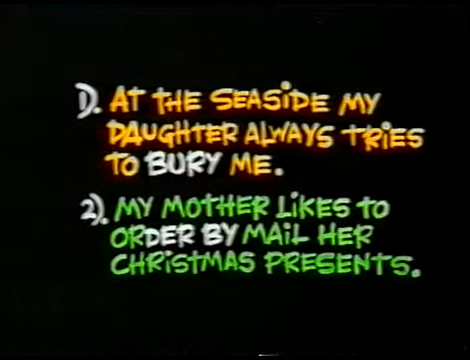 1). AT THE SEASIDE MY
DAUGHTER ALWAYS TRIES
TO BURY ME.
2). MY MOTHER LIKES TO
ORDER BY MAIL HER
CHRISTMAS PRESENTS.